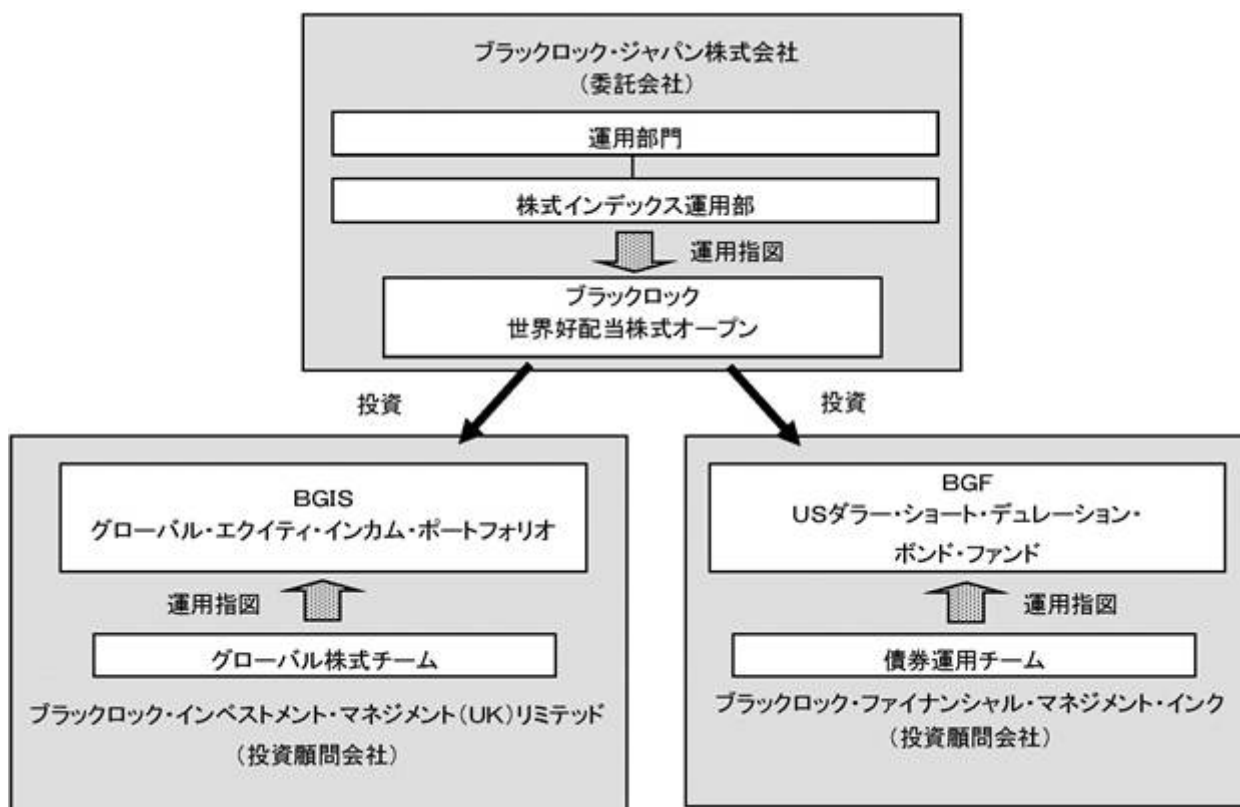 ブラックロック・ジャパン株式会社
（委託会社）
運用部門
株式インデックス運用部
運用指図
ブラックロック
世界好配当株式オープン
投資
投資
BGIS
グローバル・エクイティ・インカム・ポートフォリオ
運用指図
グローバル株式チーム
ブラックロック・インベストメント・マネジメント（UK）リミテッド
（投資顧問会社）
BGF
USダラー・ショート・デュレーション・
ボンド・ファンド
運用指図
債券運用チーム
ブラックロック・ファイナンシャル・マネジメント・インク
（投資顧問会社）